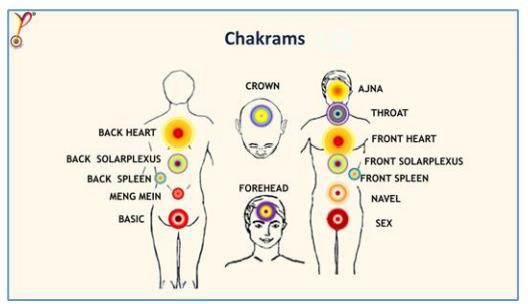 Chakrams
CROWN
AJNA
THROAT
BACK HEART
FRONT HEART
BACK SOLARPLEXUS
FRONT SOLARPLEXUS
BACK SPLEEN
FRONT SPLEEN
MENG MEIN
FOREHEAD
NAVEL
BASIC
SEX